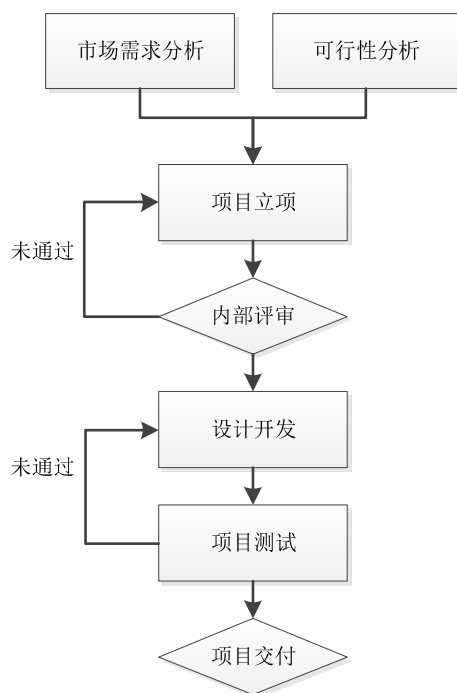 市场需求分析
可行性分析
项目立项
未通过
内部评审
设计开发
未通过
项目测试
项目交付